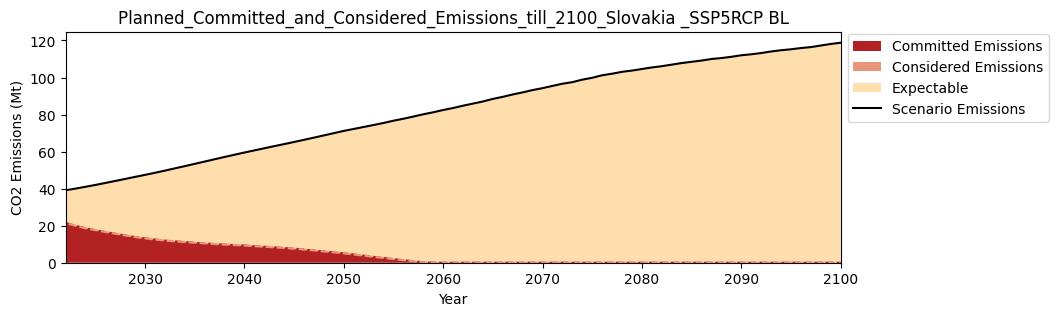 Planned_Committed_and_Considered_Emissions_till_2100_Slovakia _SSP5RCP BL
120
100
80
60
40
20
0
CO2 Emissions (Mt)
2030
2040
2050
2060
2070
2080
2090
2100
Year
Committed Emissions
Considered Emissions
Expectable
Scenario Emissions